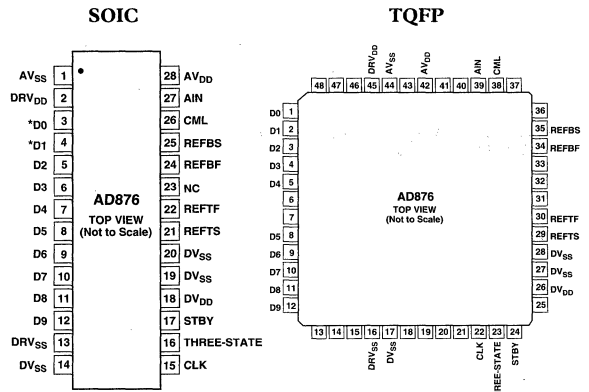 SOIC
AVSS 1
DRVDD 2
*D0 3
*D1 4
D2 5
D3 6
D4 7
D5 8
D6 9
D7 10
D8 11
D9 12
DRVSS 13
DVSS 14
AD876
TOP VIEW
(Not to Scale)
28 AVDD
27 AIN
26 CML
25 REFBS
24 REFBF
23 NC
22 REFTF
21 REFTS
20 DVSS
19 DVSS
18 DVDD
17 STBY
16 THREE-STATE
15 CLK
TQFP
DRVDD AVSS AVDD AIN CML
48 47 46 45 44 43 42 41 40 39 38 37
D0 1
D1 2
D2 3
D3 4
D4 5
6
7
D5 8
D6 9
D7 10
D8 11
D9 12
AD876
TOP VIEW
(Not to Scale)
36
35 REFBS
34 REFBF
33
32
31
30 REFTF
29 REFTS
28 DVSS
27 DVSS
26 DVDD
25
13 14 15 16 17 18 19 20 21 22 23 24
DRVSS DVSS CLK REE-STATE STBY